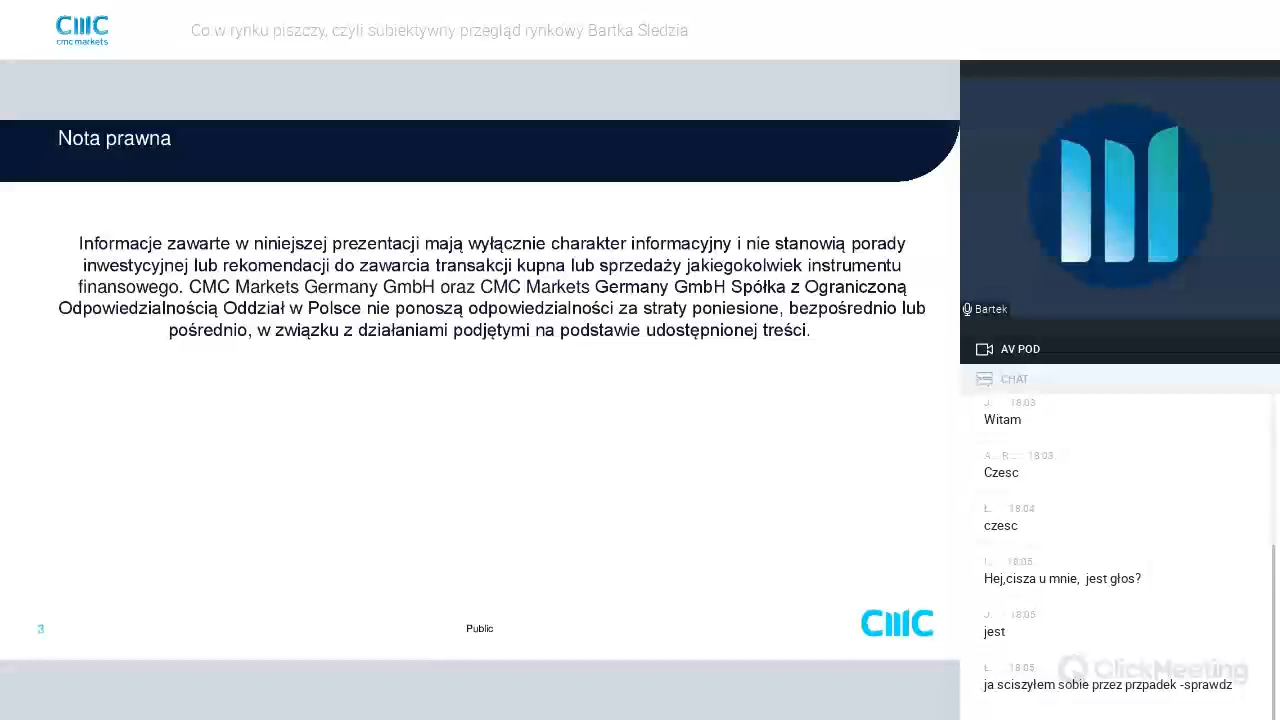 CMC
cmc markets
Co w rynku piszczy, czyli subiektywny przegląd rynkowy Bartka Śledzia
Nota prawna
Informacje zawarte w niniejszej prezentacji mają wyłącznie charakter informacyjny i nie stanowią porady
inwestycyjnej lub rekomendacji do zawarcia transakcji kupna lub sprzedaży jakiegokolwiek instrumentu
finansowego. CMC Markets Germany GmbH oraz CMC Markets Germany GmbH Spółka z Ograniczoną
Odpowiedzialnością Oddział w Polsce nie ponoszą odpowiedzialności za straty poniesione, bezpośrednio lub
pośrednio, w związku z działaniami podjętymi na podstawie udostępnionej treści.
3
Public
CMC
Bartek
AV POD
CHAT
J. 18:03
Witam
A... R... 18:03
Czesc
Ł. 18:04
czesc
18:05
Hej,cisza u mnie, jest głos?
J. 18:05
jest
18:05
ja sciszyłem sobie przez przpadek -sprawdz
ClickMeeting